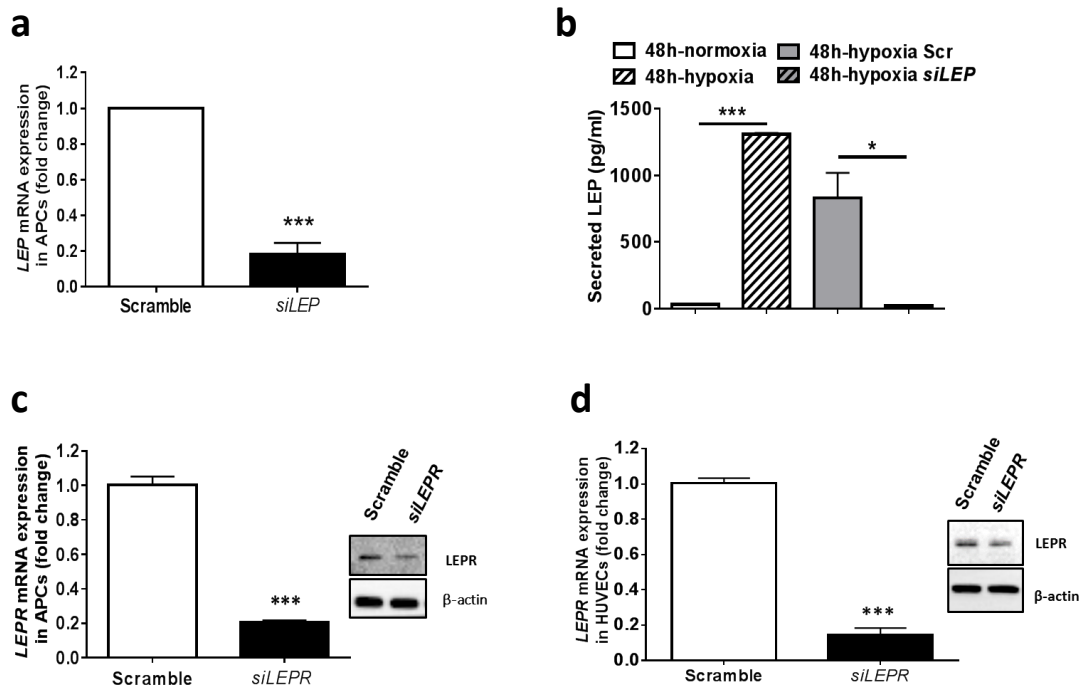 a
LEP mRNA expression
in APCs (fold change)
1.2
1.0
0.8
0.6
0.4
0.2
0.0
***
Scramble
siLEP
b
48h-normoxia
48h-hypoxia Scr
48h-hypoxia
48h-hypoxia siLEP
Secreted LEP (pg/ml)
1500
1000
500
0
***
*
c
LEPR mRNA expression
in APCs (fold change)
1.2
1.0
0.8
0.6
0.4
0.2
0.0
***
Scramble
siLEPR
Scramble
siLEPR
LEPR
β-actin
d
LEPR mRNA expression
in HUVECs (fold change)
1.2
1.0
0.8
0.6
0.4
0.2
0.0
***
Scramble
siLEPR
Scramble
siLEPR
LEPR
β-actin